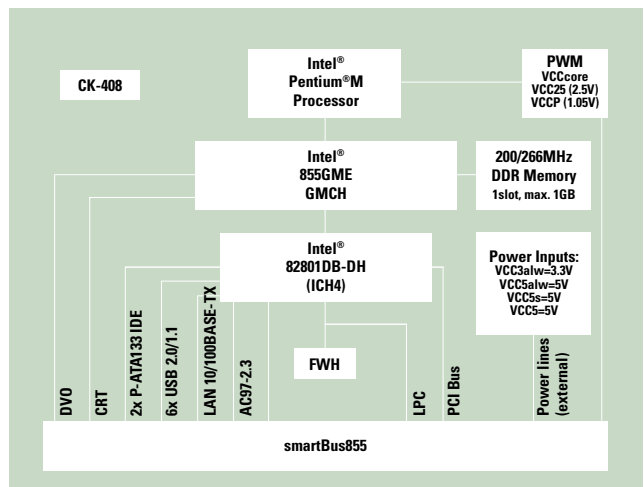 CK-408
Intel®
Pentium®M
Processor
PWM
VCCcore
VCC25 (2.5V)
VCCP (1.05V)
Intel®
855GME
GMCH
200/266MHz
DDR Memory
1slot, max. 1GB
Intel®
82801DB-DH
(ICH4)
Power Inputs:
VCC3alw=3.3V
VCC5alw=5V
VCC5s=5V
VCC5=5V
FWH
DVO
CRT
2x P-ATA133 IDE
6x USB 2.0/1.1
LAN 10/100BASE-TX
AC97-2.3
LPC
PCI Bus
Power lines
(external)
smartBus855